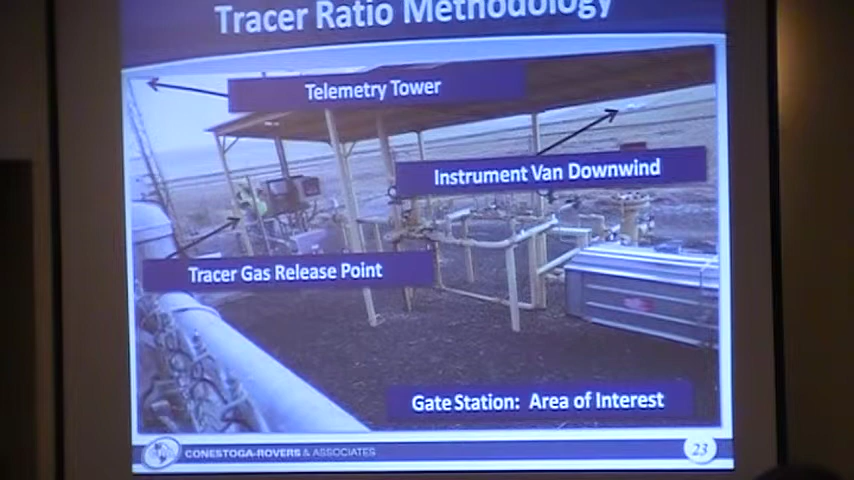 Tracer Ratio Methodology
Telemetry Tower
Instrument Van Downwind
Tracer Gas Release Point
Gate Station: Area of Interest
CONESTOGA-ROVERS & ASSOCIATES
23